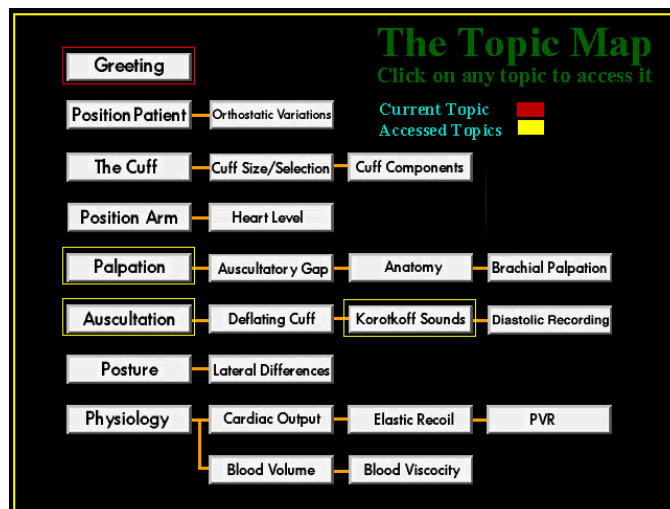 The Topic Map
Click on any topic to access it
Current Topic
Accessed Topics
Greeting
Position Patient Orthostatic Variations
The Cuff Cuff Size/Selection Cuff Components
Position Arm Heart Level
Palpation Auscultatory Gap Anatomy Brachial Palpation
Auscultation Deflating Cuff Korotkoff Sounds Diastolic Recording
Posture Lateral Differences
Physiology Cardiac Output Elastic Recoil PVR
Blood Volume Blood Viscocity